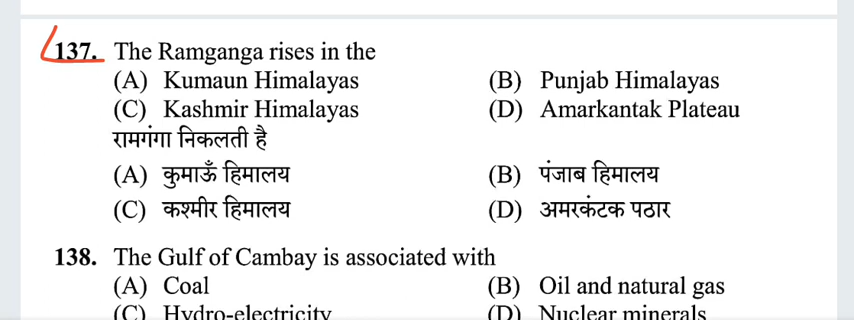 137. The Ramganga rises in the
(A) Kumaun Himalayas (B) Punjab Himalayas
(C) Kashmir Himalayas (D) Amarkantak Plateau
रामगंगा निकलती है
(A) कुमाऊँ हिमालय (B) पंजाब हिमालय
(C) कश्मीर हिमालय (D) अमरकंटक पठार
138. The Gulf of Cambay is associated with
(A) Coal (B) Oil and natural gas
(C) Hydro-electricity (D) Nuclear minerals